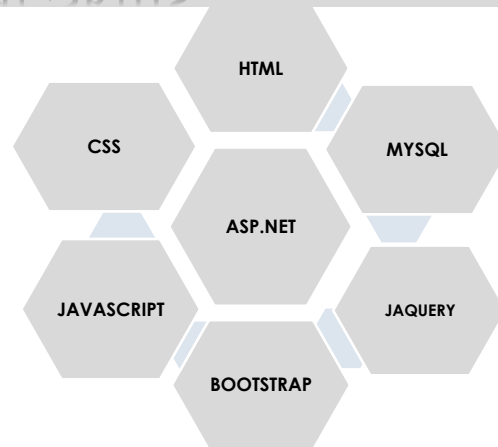 HTML
CSS
MYSQL
ASP.NET
JAVASCRIPT
JAQUERY
BOOTSTRAP